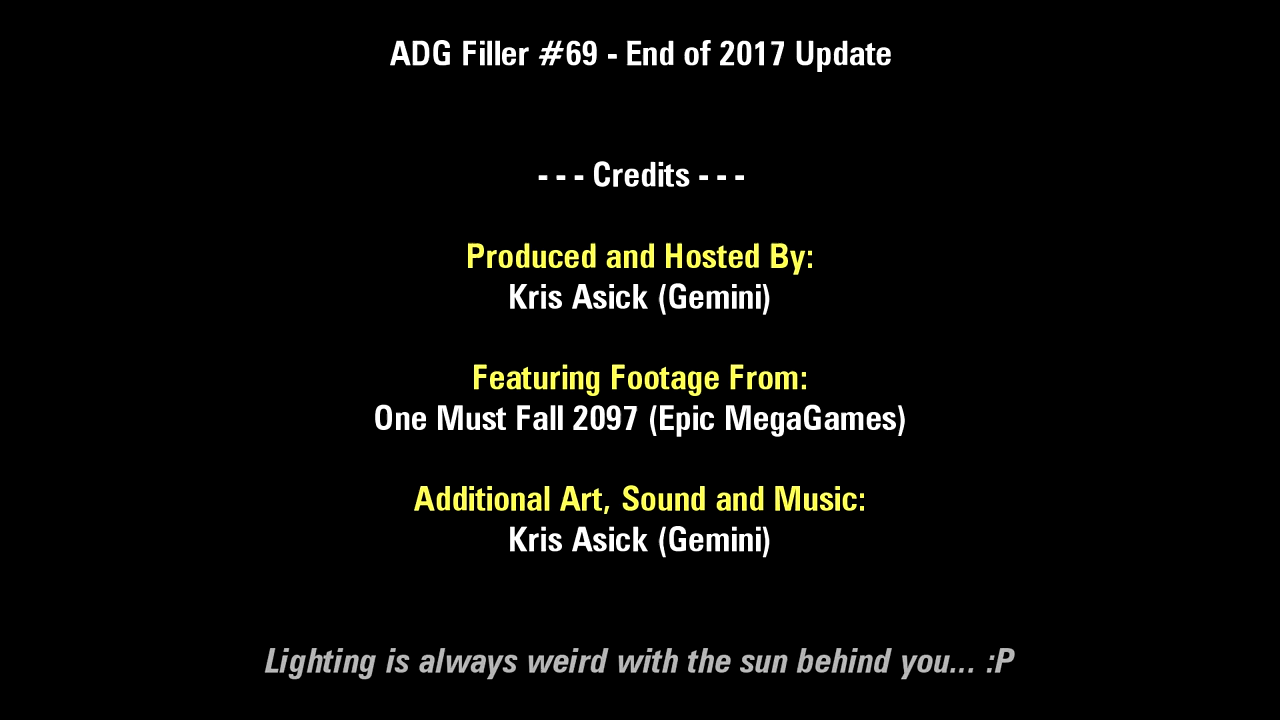 ADG Filler #69 - End of 2017 Update
- - - Credits - - -
Produced and Hosted By:
Kris Asick (Gemini)
Featuring Footage From:
One Must Fall 2097 (Epic MegaGames)
Additional Art, Sound and Music:
Kris Asick (Gemini)
Lighting is always weird with the sun behind you... :P